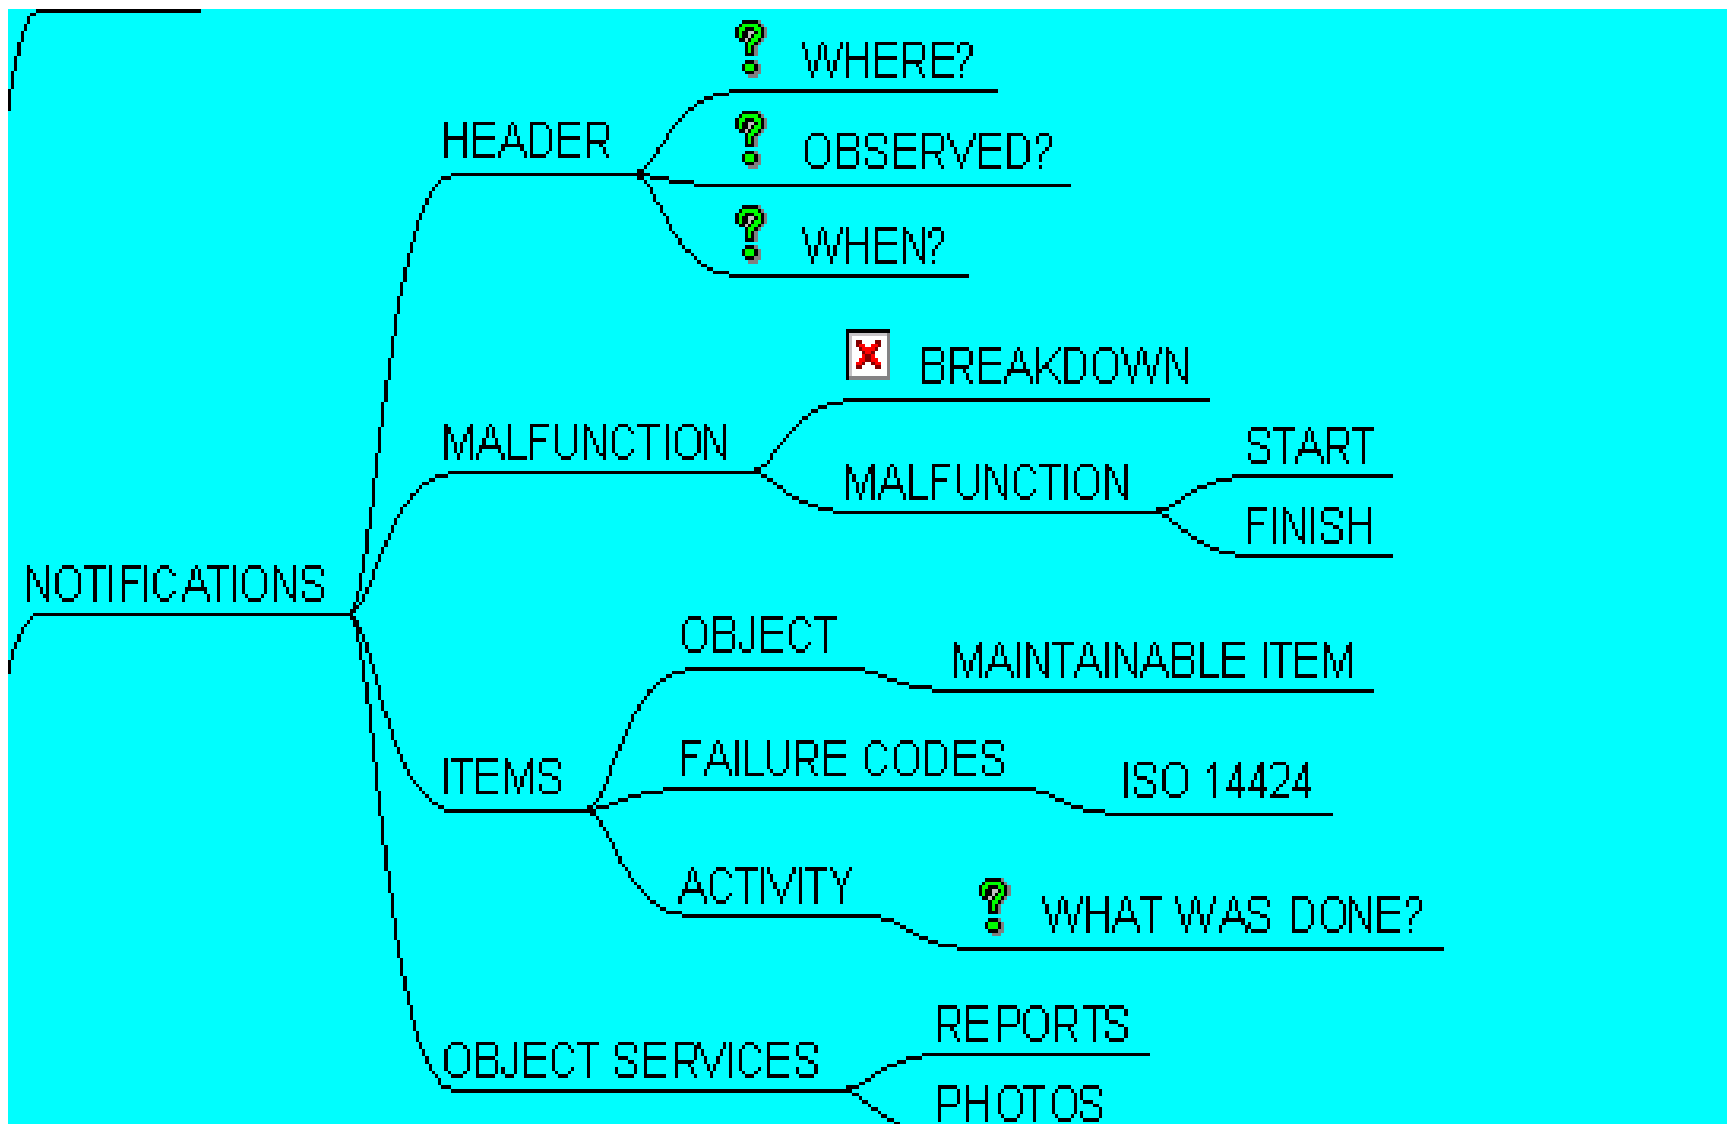 WHERE?
HEADER
OBSERVED?
WHEN?
BREAKDOWN
MALFUNCTION
START
MALFUNCTION
FINISH
NOTIFICATIONS
OBJECT
MAINTAINABLE ITEM
FAILURE CODES
ISO 14424
ITEMS
ACTIVITY
WHAT WAS DONE?
REPORTS
OBJECT SERVICES
PHOTOS